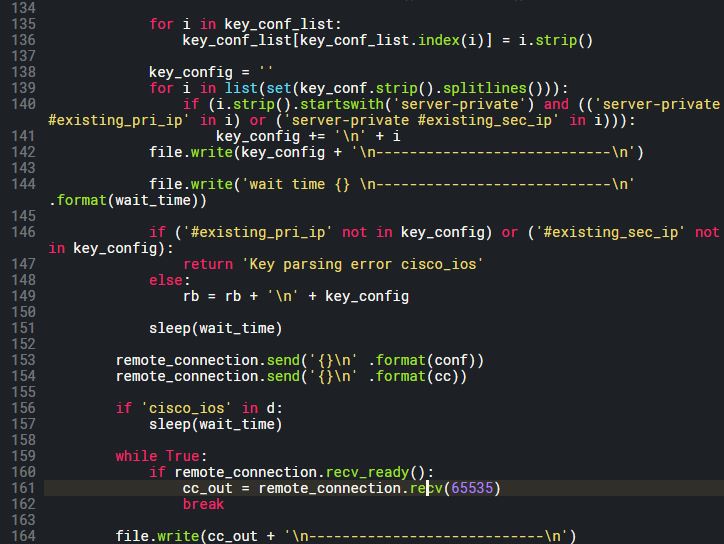 134
135 for i in key_conf_list:
136 key_conf_list[key_conf_list.index(i)] = i.strip()
137
138 key_config = ''
139 for i in list(set(key_conf.strip().splitlines())):
140 if (i.strip().startswith('server-private') and (('server-private
#existing_pri_ip' in i) or ('server-private #existing_sec_ip' in i))):
141 key_config += '\n' + i
142 file.write(key_config + '\n----------------------------\n')
143
144 file.write('wait time {} \n----------------------------\n'
.format(wait_time))
145
146 if ('#existing_pri_ip' not in key_config) or ('#existing_sec_ip' not
in key_config):
147 return 'Key parsing error cisco_ios'
148 else:
149 rb = rb + '\n' + key_config
150
151 sleep(wait_time)
152
153 remote_connection.send('{}\n' .format(conf))
154 remote_connection.send('{}\n' .format(cc))
155
156 if 'cisco_ios' in d:
157 sleep(wait_time)
158
159 while True:
160 if remote_connection.recv_ready():
161 cc_out = remote_connection.recv(65535)
162 break
163
164 file.write(cc_out + '\n----------------------------\n')